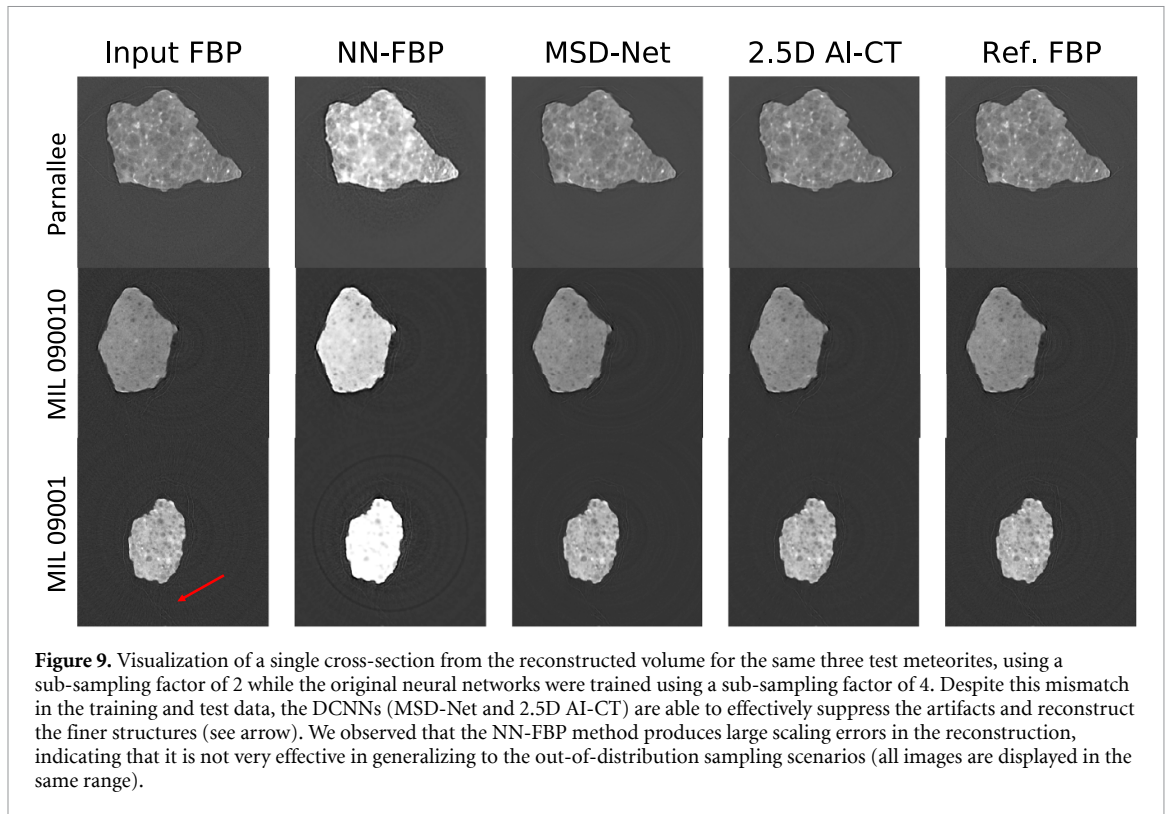 Input FBP NN-FBP MSD-Net 2.5D AI-CT Ref. FBP
Parnallee
MIL 090010
MIL 09001
Figure 9. Visualization of a single cross-section from the reconstructed volume for the same three test meteorites, using a
sub-sampling factor of 2 while the original neural networks were trained using a sub-sampling factor of 4. Despite this mismatch
in the training and test data, the DCNNs (MSD-Net and 2.5D AI-CT) are able to effectively suppress the artifacts and reconstruct
the finer structures (see arrow). We observed that the NN-FBP method produces large scaling errors in the reconstruction,
indicating that it is not very effective in generalizing to the out-of-distribution sampling scenarios (all images are displayed in the
same range).